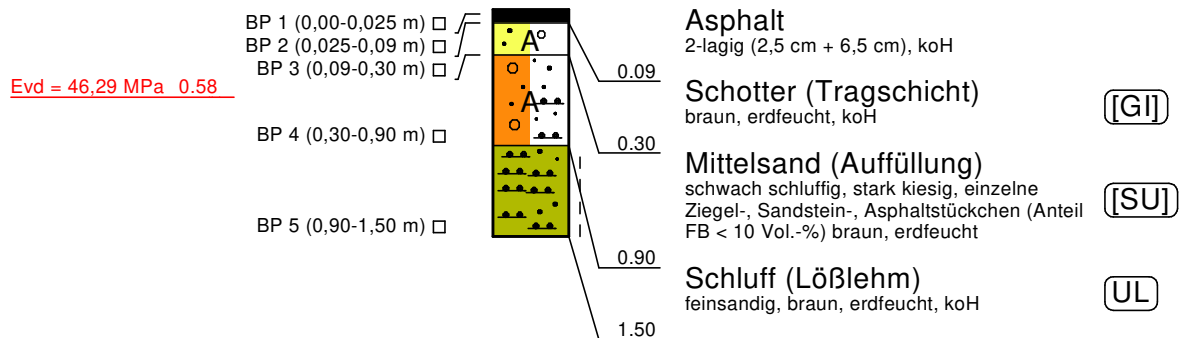 BP 1 (0,00-0,025 m)
BP 2 (0,025-0,09 m)
BP 3 (0,09-0,30 m)
Evd = 46,29 MPa 0.58
BP 4 (0,30-0,90 m)
BP 5 (0,90-1,50 m)
A
A
0.09
0.30
0.90
1.50
Asphalt
2-lagig (2,5 cm + 6,5 cm), koH
Schotter (Tragschicht)
braun, erdfeucht, koH
[GI]
Mittelsand (Auffüllung)
schwach schluffig, stark kiesig, einzelne
Ziegel-, Sandstein-, Asphaltstückchen (Anteil
FB < 10 Vol.-%) braun, erdfeucht
[SU]
Schluff (Lößlehm)
feinsandig, braun, erdfeucht, koH
UL